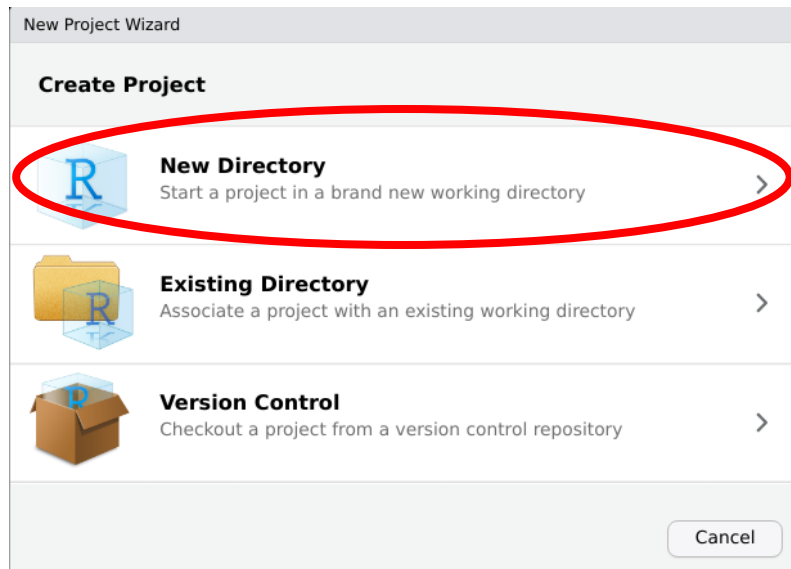 New Project Wizard
Create Project
New Directory
Start a project in a brand new working directory
Existing Directory
Associate a project with an existing working directory
Version Control
Checkout a project from a version control repository
Cancel